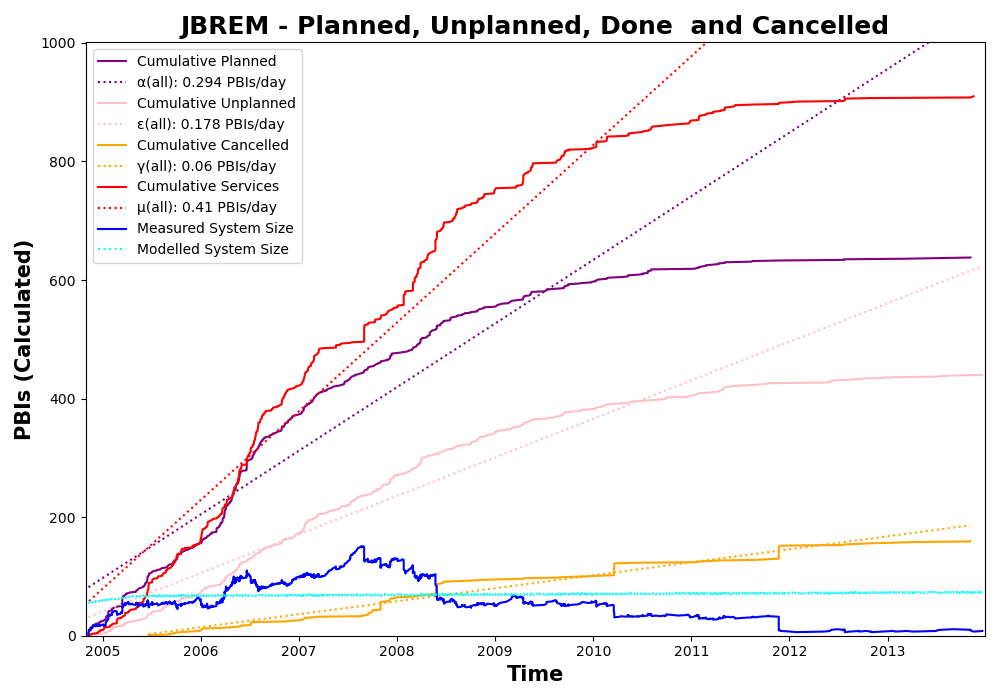 JBREM - Planned, Unplanned, Done  and Cancelled
PBIs (Calculated)
1000
800
600
400
200
0
Cumulative Planned
α(all): 0.294 PBIs/day
Cumulative Unplanned
ε(all): 0.178 PBIs/day
Cumulative Cancelled
γ(all): 0.06 PBIs/day
Cumulative Services
μ(all): 0.41 PBIs/day
Measured System Size
Modelled System Size
2005 2006 2007 2008 2009 2010 2011 2012 2013
Time